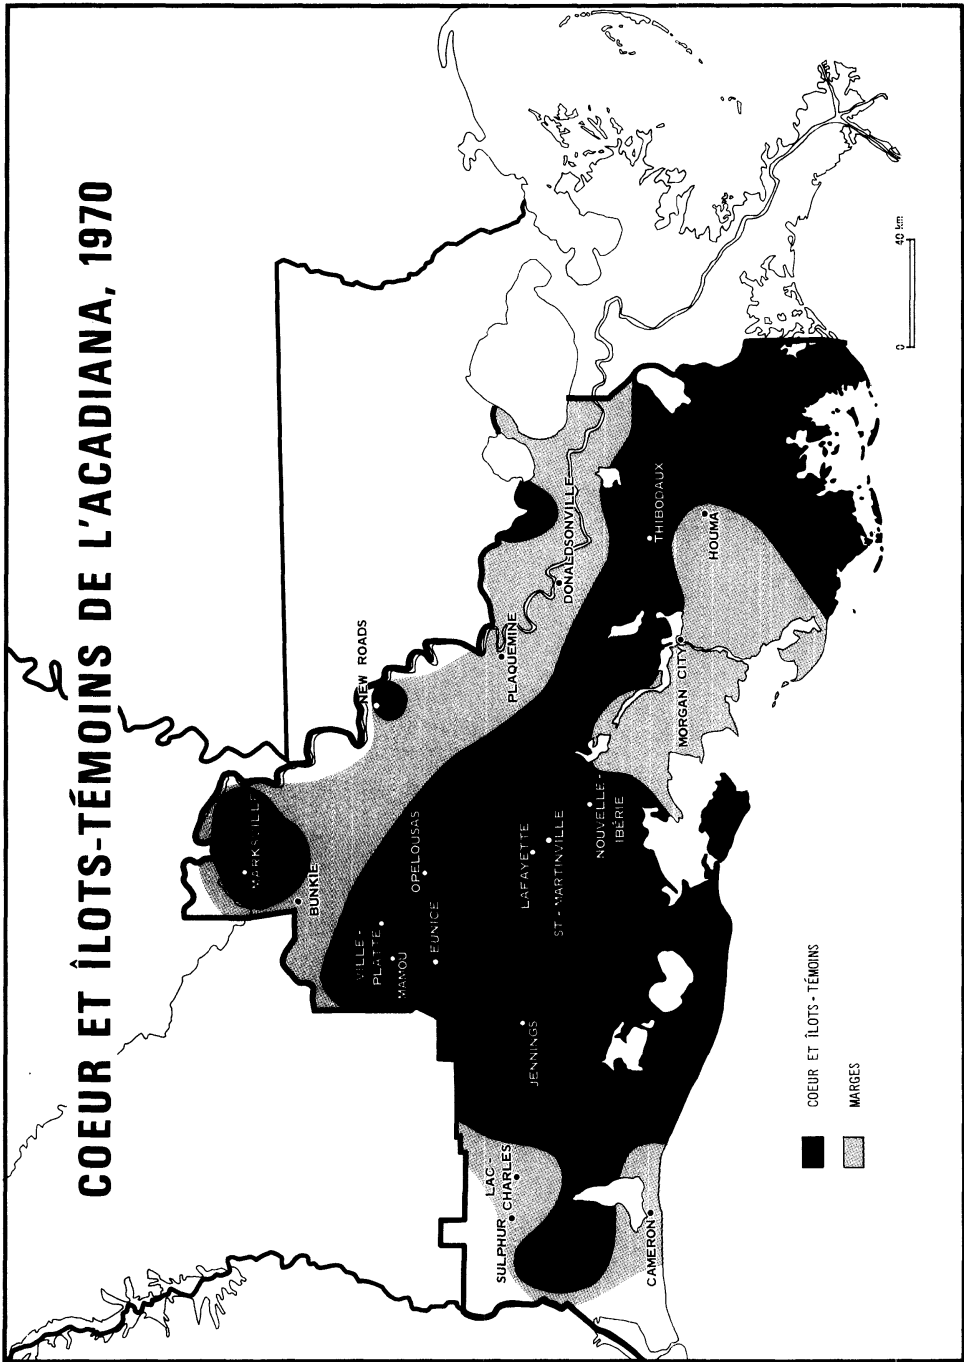 COEUR ET ÎLOTS-TÉMOINS DE L'ACADIANA, 1970
MARKSVILLE
BUNKIE
NEW ROADS
VILLE-
PLATTE
MAMOU
EUNICE
OPELOUSAS
PLAQUEMINE
DONALDSONVILLE
LAC-
CHARLES
SULPHUR
JENNINGS
LAFAYETTE
ST-MARTINVILLE
NOUVELLE-
IBÉRIE
THIBODAUX
HOUMA
MORGAN CITY
CAMERON
COEUR ET ÎLOTS-TÉMOINS
MARGES
0 40 km